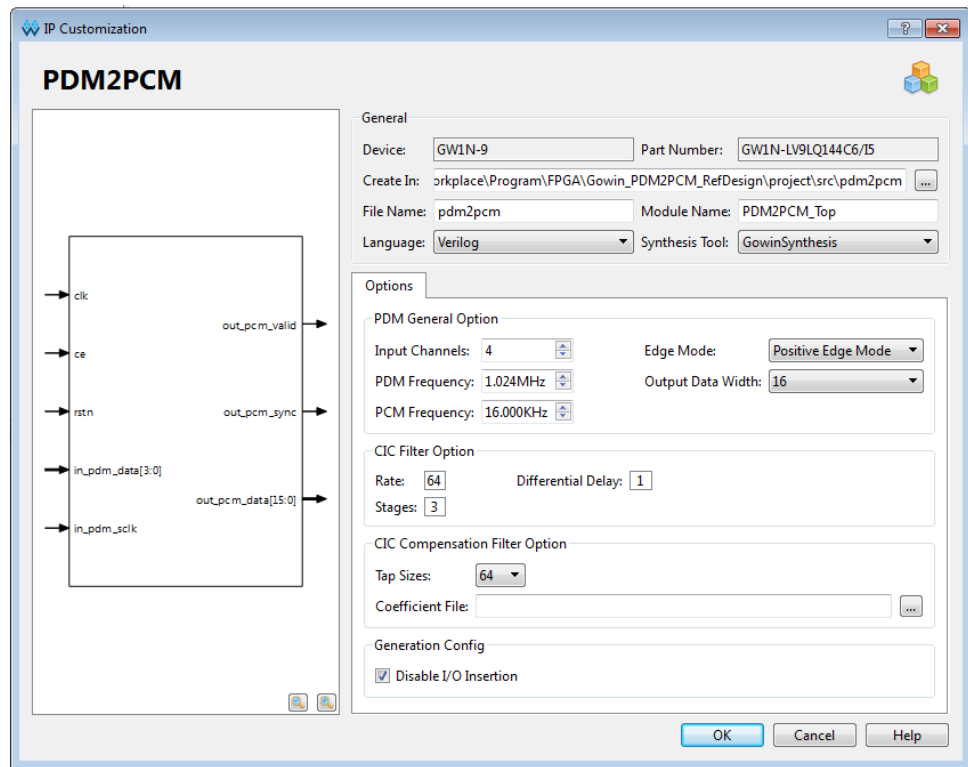 IP Customization
PDM2PCM
clk
out_pcm_valid
ce
rstn
out_pcm_sync
in_pdm_data[3:0]
out_pcm_data[15:0]
in_pdm_sclk
General
Device: GW1N-9 Part Number: GW1N-LV9LQ144C6/I5
Create In: orkplace\Program\FPGA\Gowin_PDM2PCM_RefDesign\project\src\pdm2pcm ...
File Name: pdm2pcm Module Name: PDM2PCM_Top
Language: Verilog Synthesis Tool: GowinSynthesis
Options
PDM General Option
Input Channels: 4 Edge Mode: Positive Edge Mode
PDM Frequency: 1.024MHz Output Data Width: 16
PCM Frequency: 16.000KHz
CIC Filter Option
Rate: 64 Differential Delay: 1
Stages: 3
CIC Compensation Filter Option
Tap Sizes: 64
Coefficient File: ...
Generation Config
Disable I/O Insertion
OK Cancel Help